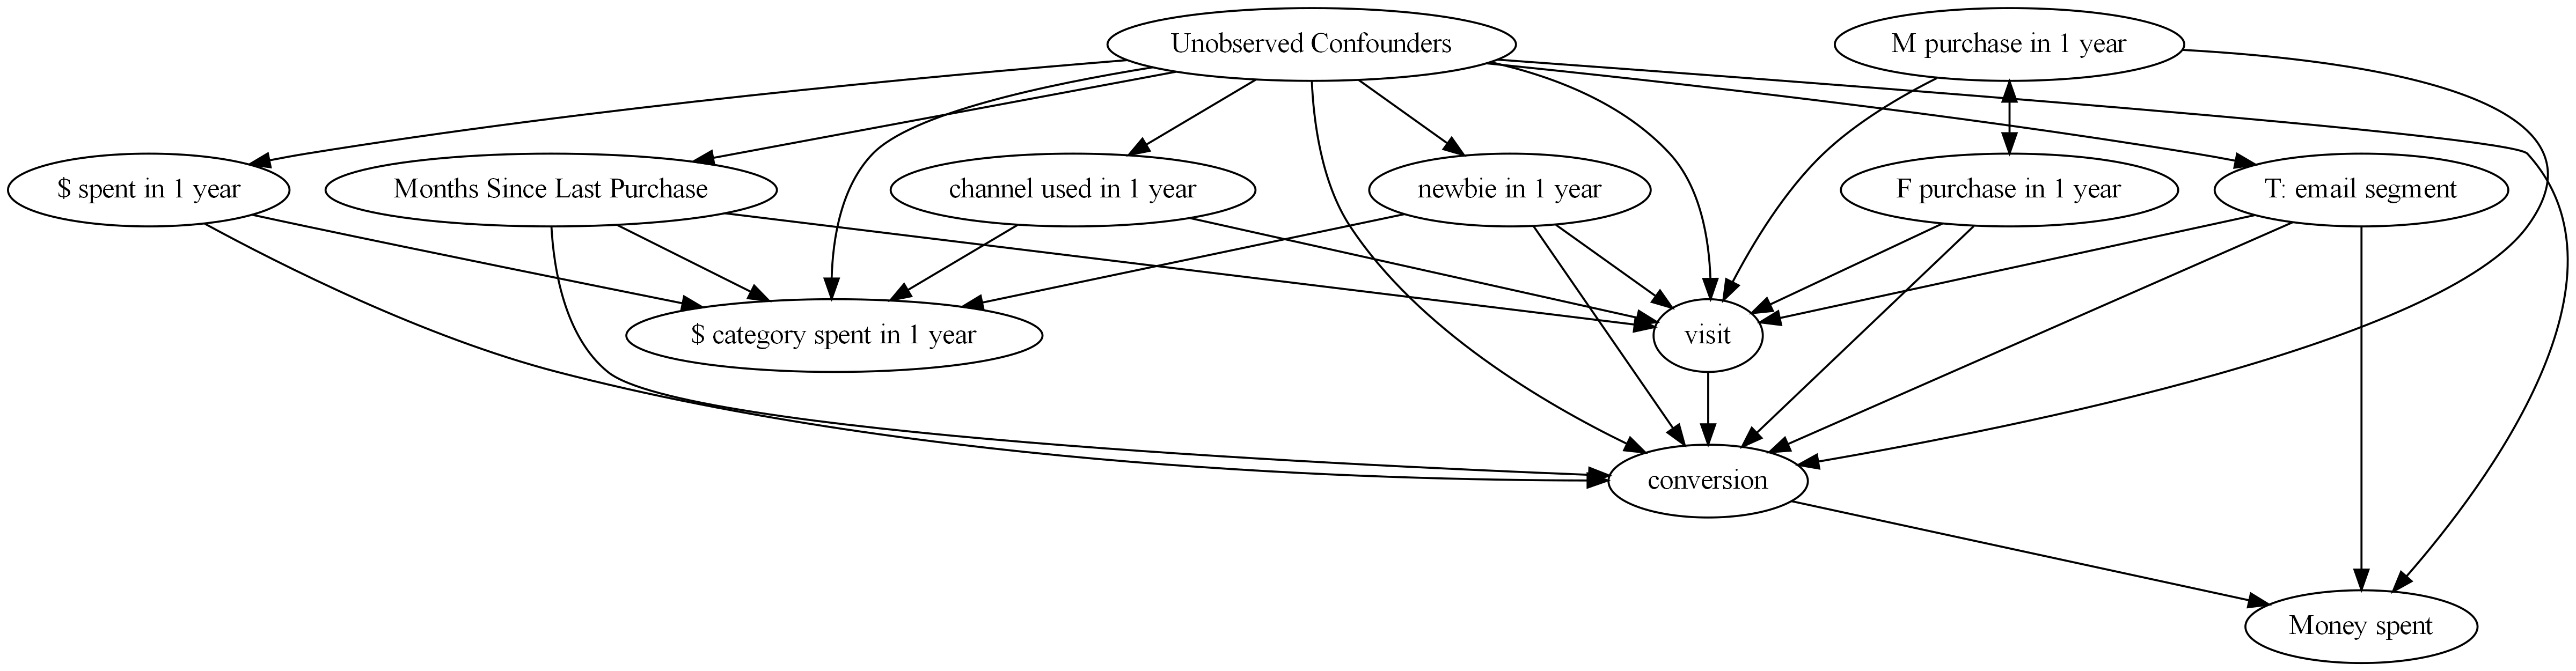 Unobserved Confounders
M purchase in 1 year
$ spent in 1 year
Months Since Last Purchase
channel used in 1 year
newbie in 1 year
F purchase in 1 year
T: email segment
$ category spent in 1 year
visit
conversion
Money spent